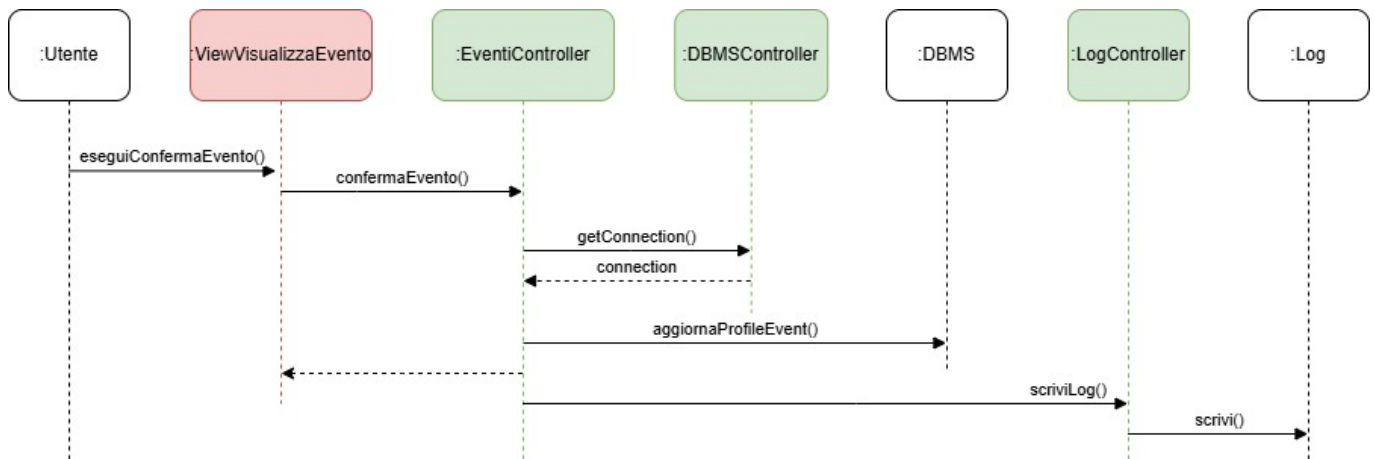 :Utente
:ViewVisualizzaEvento
:EventiController
:DBMSController
:DBMS
:LogController
:Log
eseguiConfermaEvento()
confermaEvento()
getConnection()
connection
aggiornaProfileEvent()
scriviLog()
scrivi()